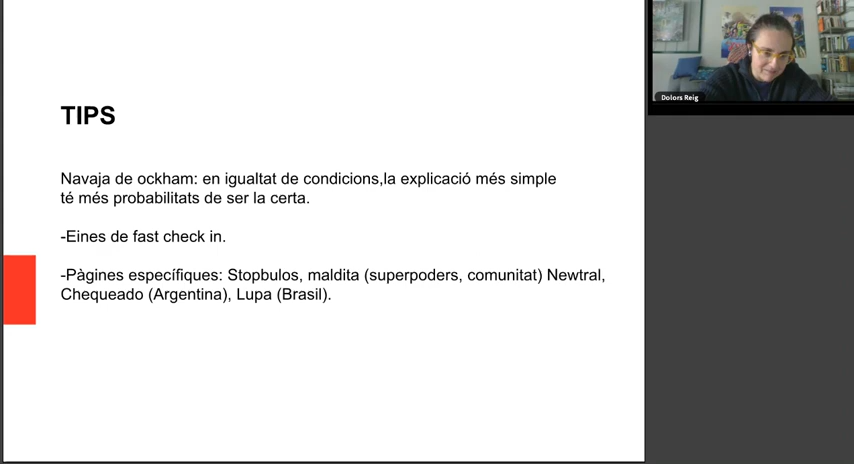 TIPS
Navaja de ockham: en igualtat de condicions,la explicació més simple
té més probabilitats de ser la certa.
-Eines de fast check in.
-Pàgines específiques: Stopbulos, maldita (superpoders, comunitat) Newtral,
Chequeado (Argentina), Lupa (Brasil).
Dolors Reig